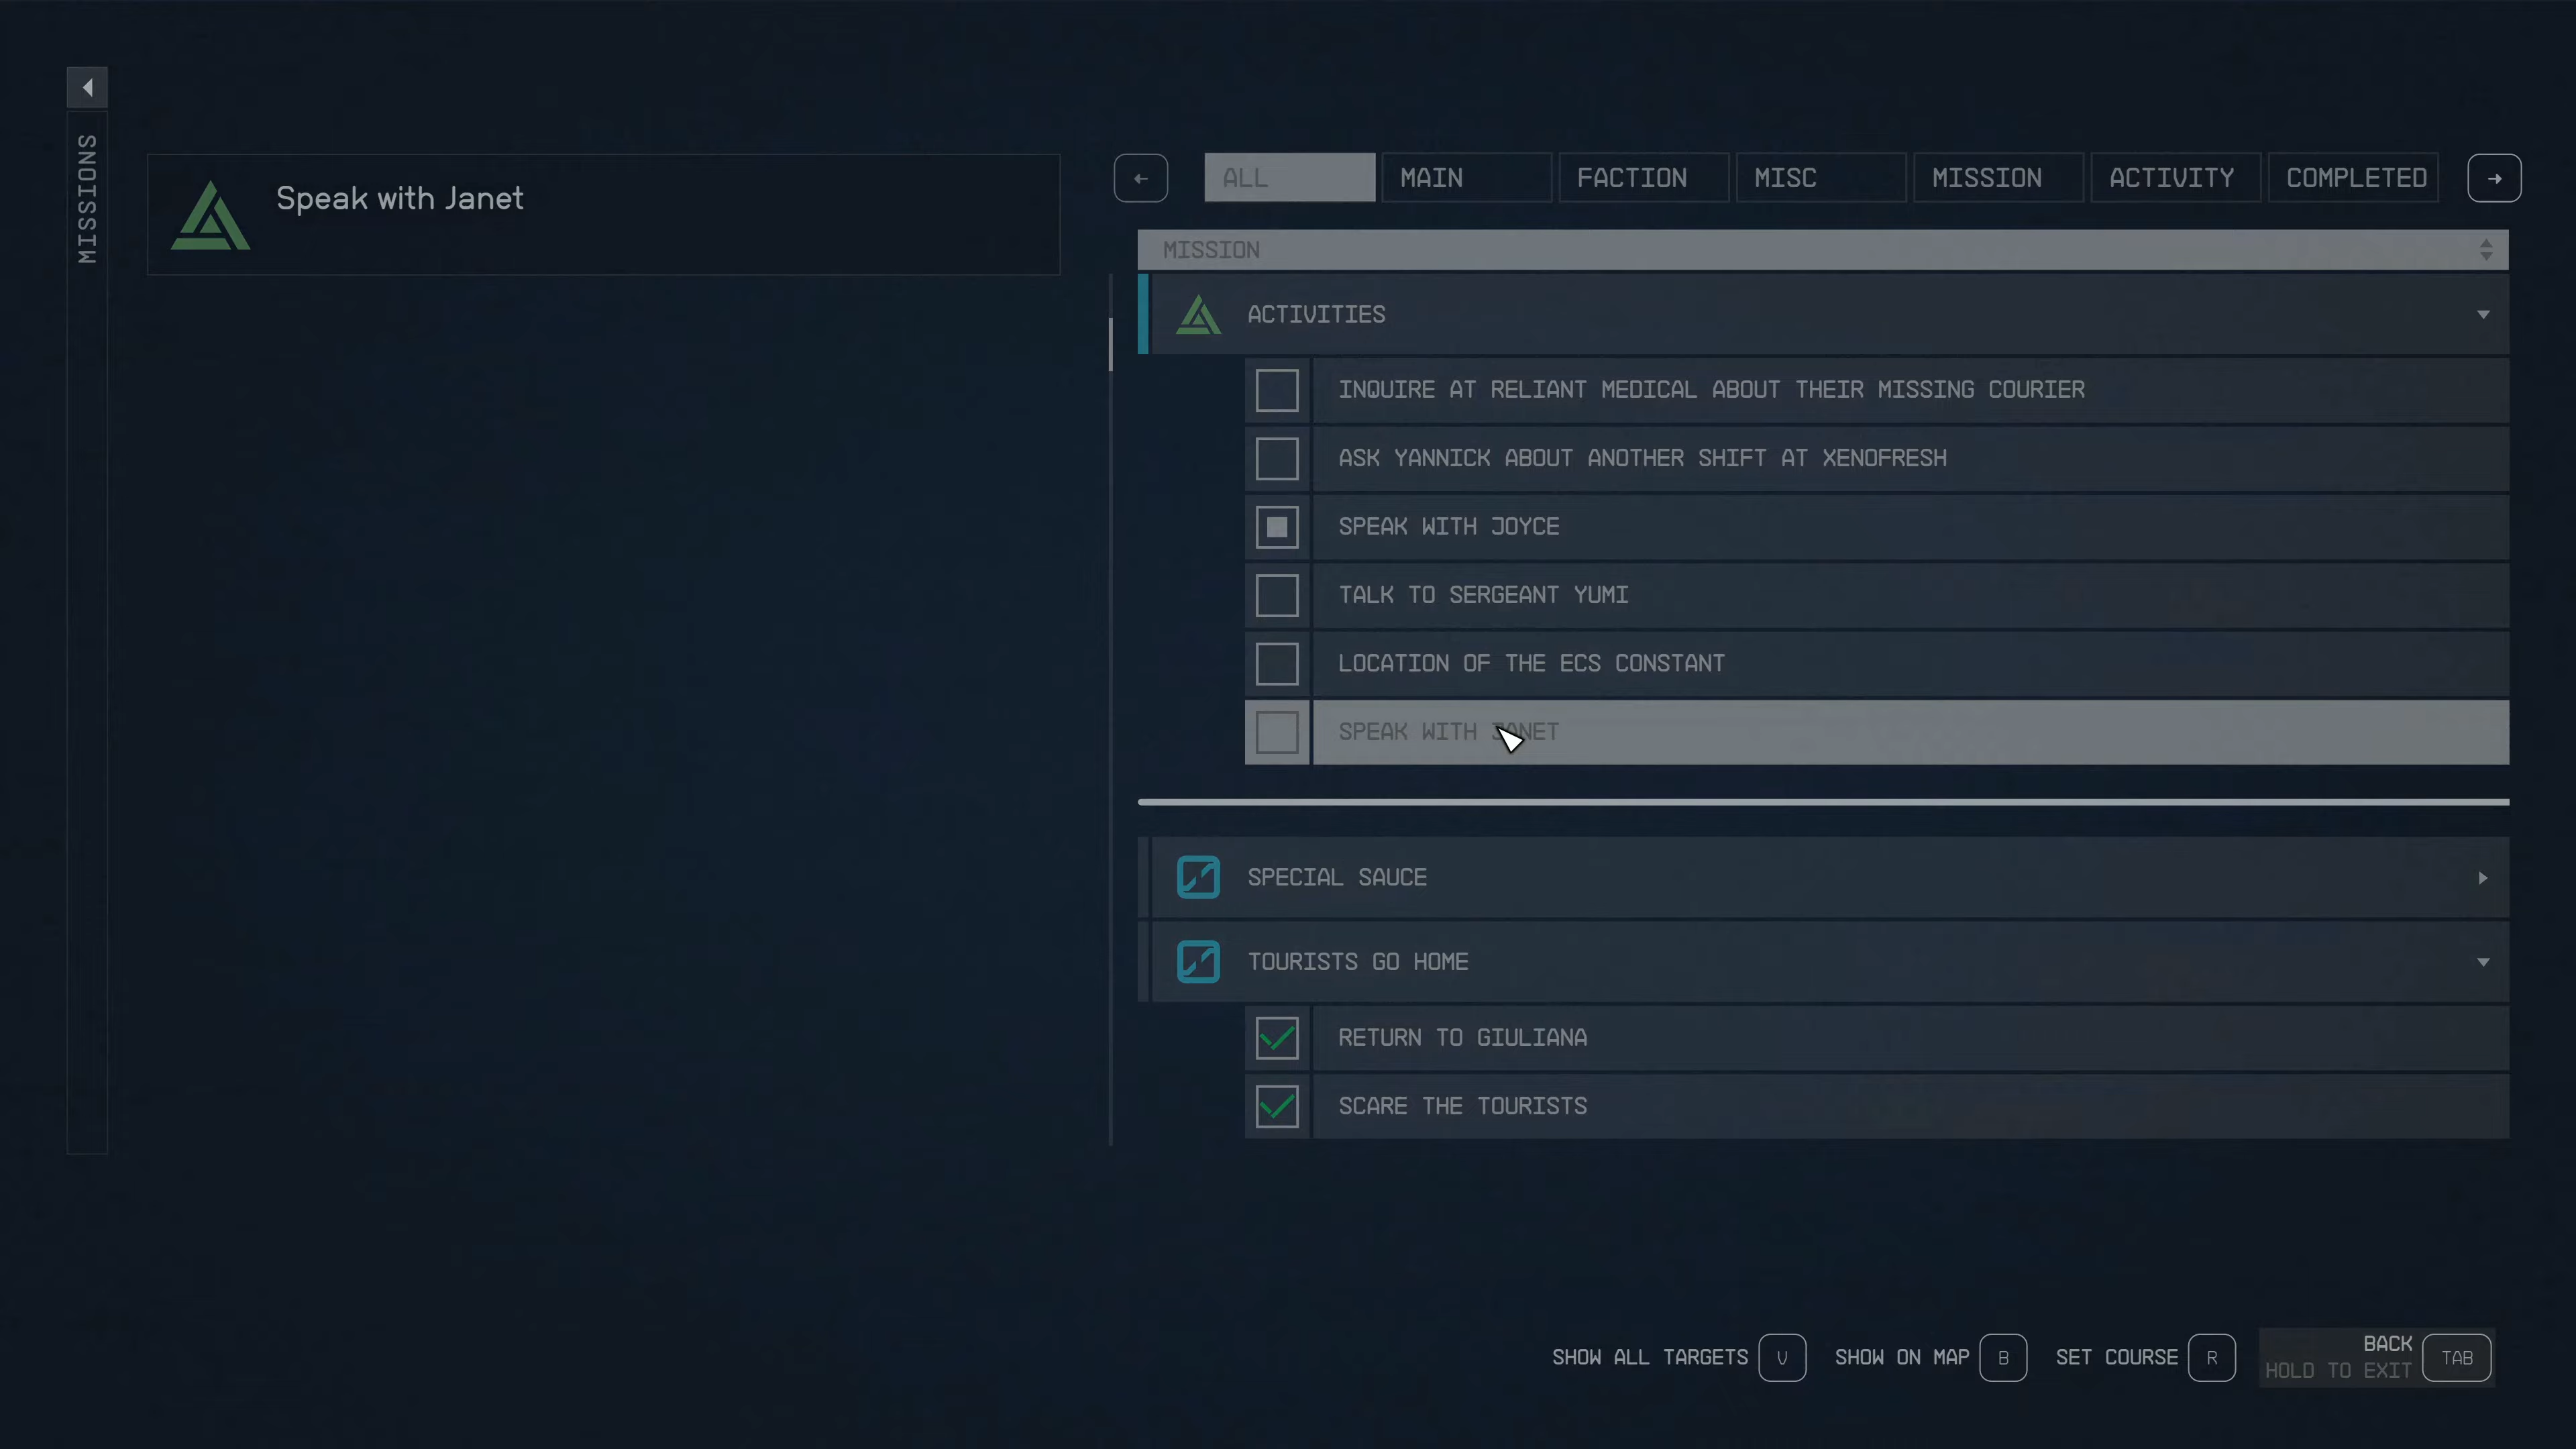 MISSIONS
Speak with Janet
ALL
MAIN
FACTION
MISC
MISSION
ACTIVITY
COMPLETED
MISSION
ACTIVITIES
INQUIRE AT RELIANT MEDICAL ABOUT THEIR MISSING COURIER
ASK YANNICK ABOUT ANOTHER SHIFT AT XENOFRESH
SPEAK WITH JOYCE
TALK TO SERGEANT YUMI
LOCATION OF THE ECS CONSTANT
SPEAK WITH JANET
SPECIAL SAUCE
TOURISTS GO HOME
RETURN TO GIULIANA
SCARE THE TOURISTS
SHOW ALL TARGETS V
SHOW ON MAP B
SET COURSE R
BACK
HOLD TO EXIT
TAB